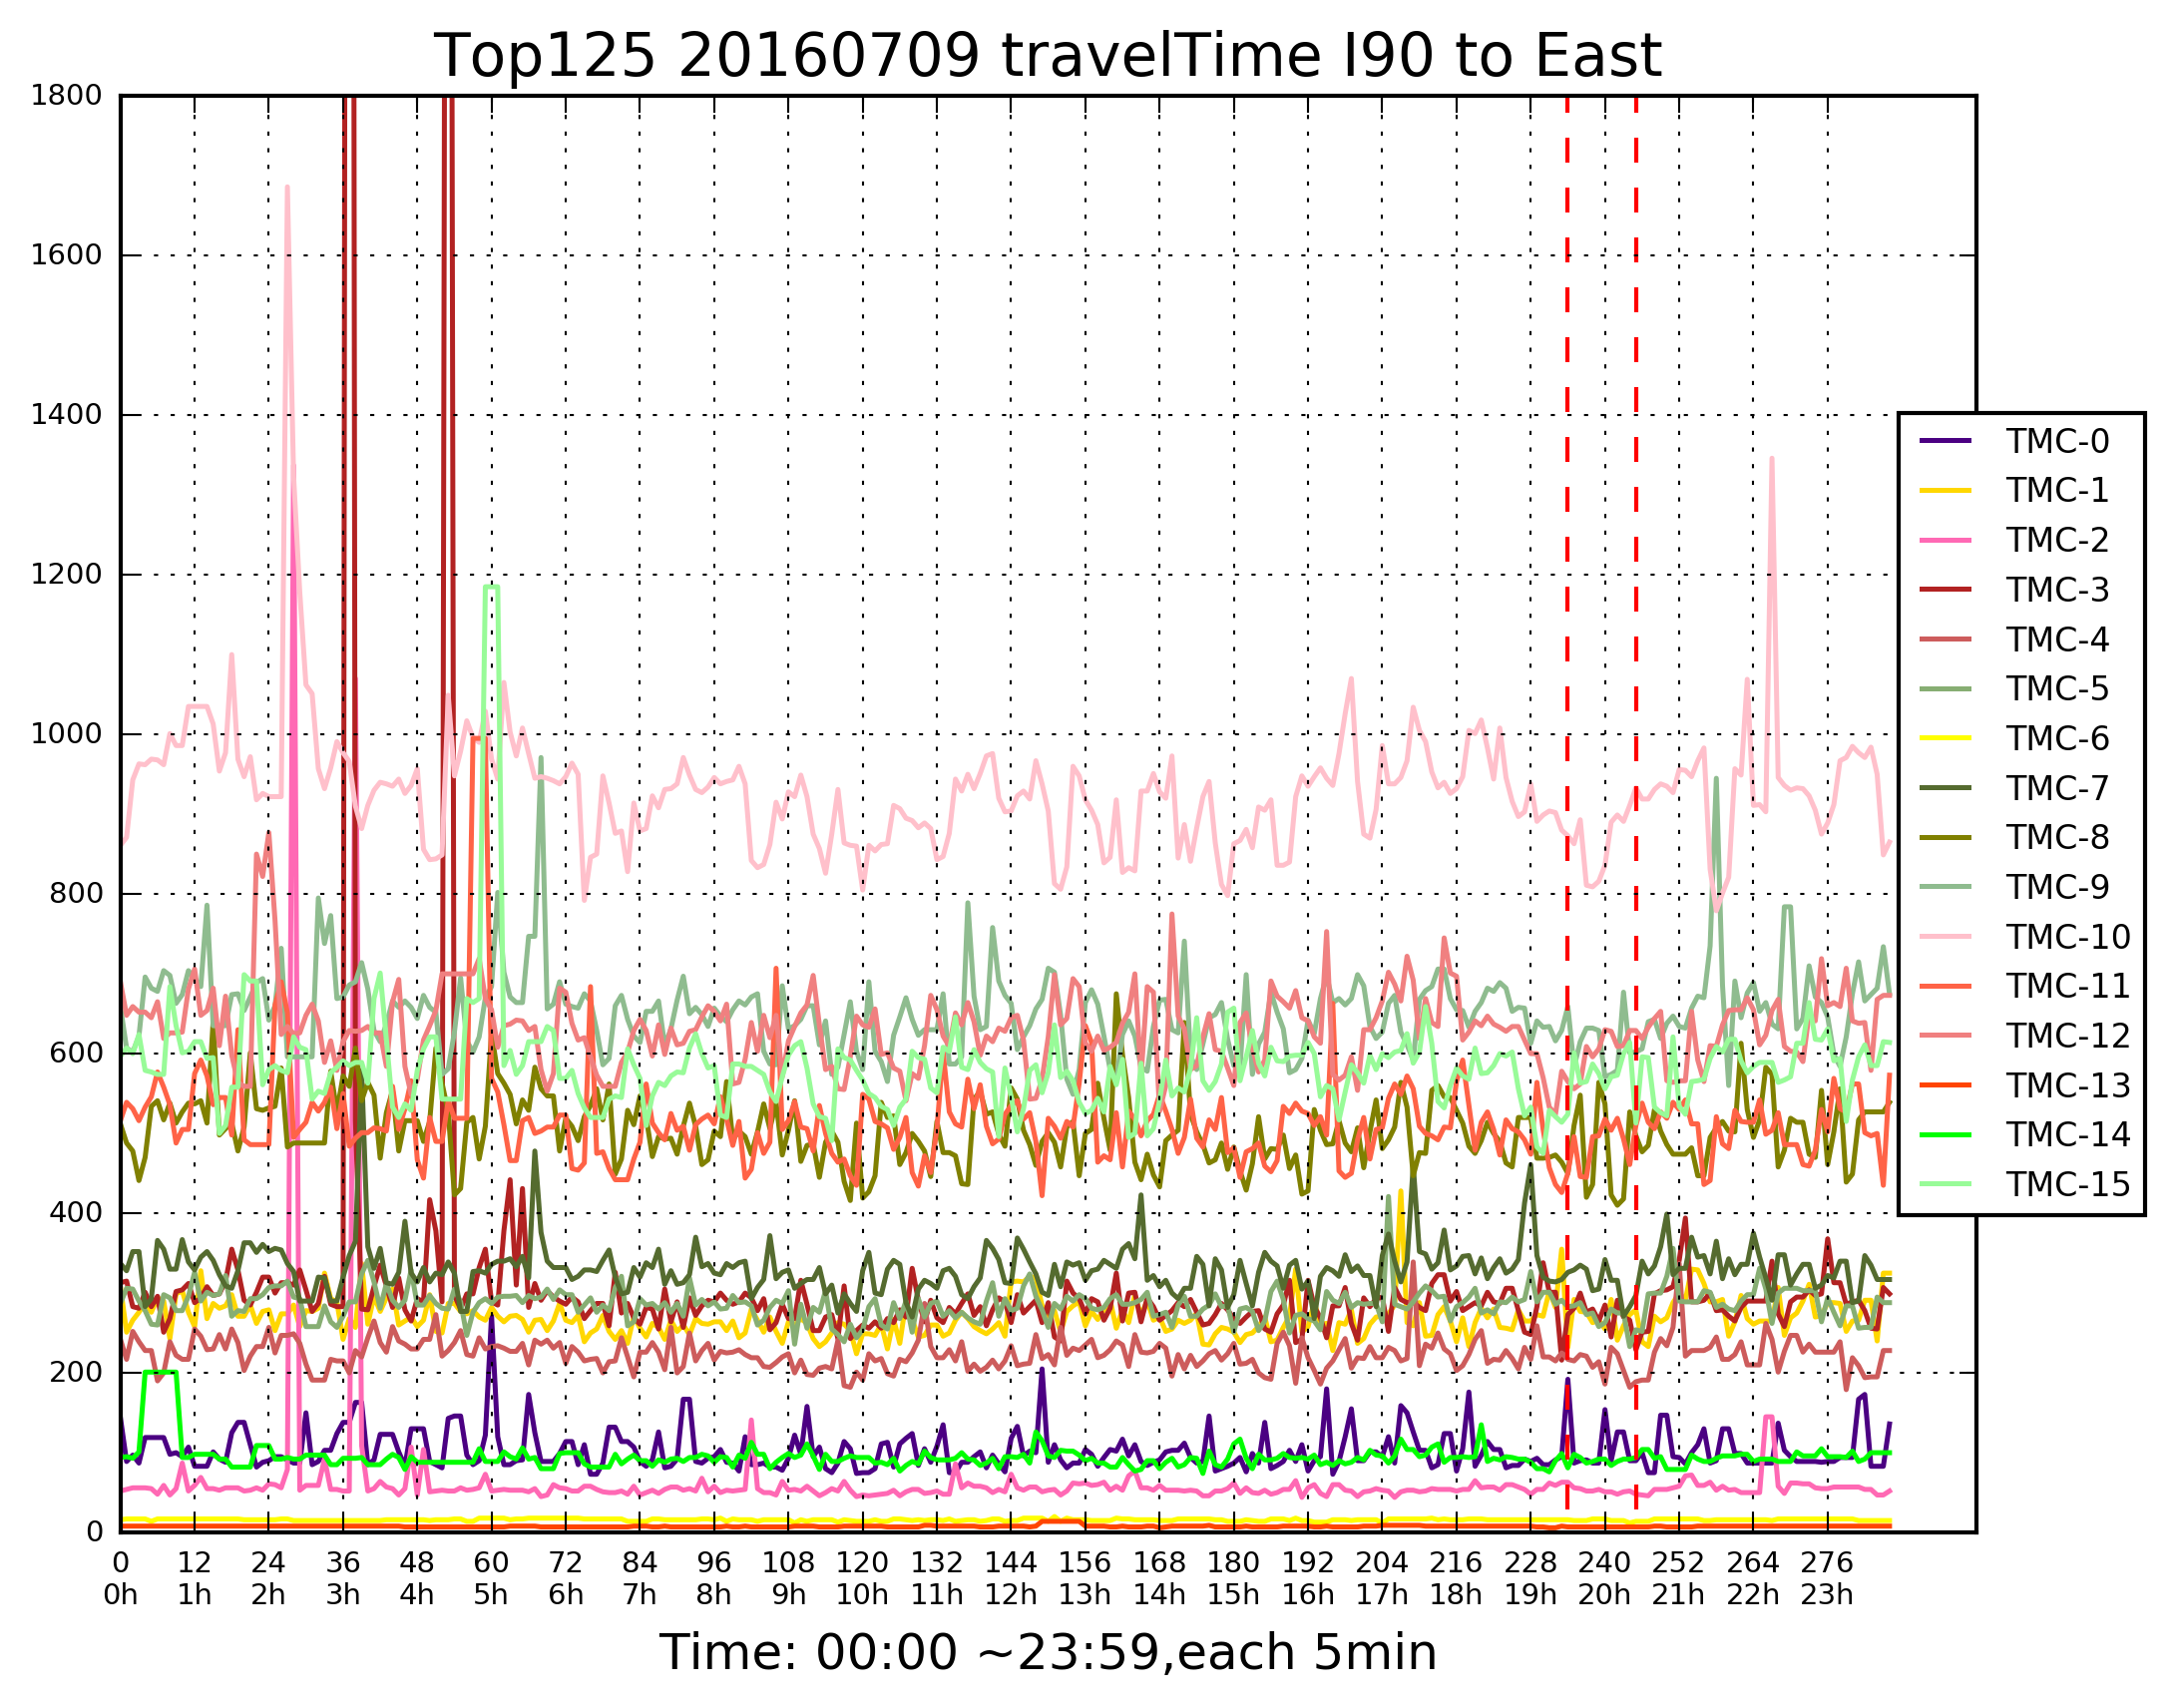 Top125 20160709 travelTime I90 to East
1800
1600
1400
1200
1000
800
600
400
200
0
TMC-0
TMC-1
TMC-2
TMC-3
TMC-4
TMC-5
TMC-6
TMC-7
TMC-8
TMC-9
TMC-10
TMC-11
TMC-12
TMC-13
TMC-14
TMC-15
0 12 24 36 48 60 72 84 96 108 120 132 144 156 168 180 192 204 216 228 240 252 264 276
0h 1h 2h 3h 4h 5h 6h 7h 8h 9h 10h 11h 12h 13h 14h 15h 16h 17h 18h 19h 20h 21h 22h 23h
Time: 00:00 ~23:59,each 5min